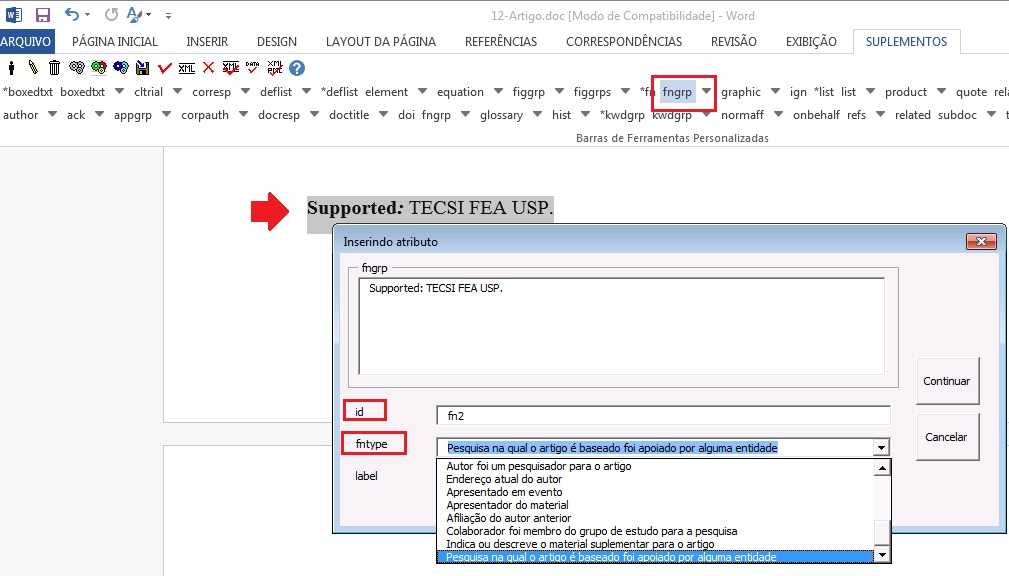 12-Artigo.doc [Modo de Compatibilidade] - Word
ARQUIVO PÁGINA INICIAL INSERIR DESIGN LAYOUT DA PÁGINA REFERÊNCIAS CORRESPONDÊNCIAS REVISÃO EXIBIÇÃO SUPLEMENTOS
*boxedtxt boxedtxt cltrial corresp deflist *deflist element equation figgrp figgrps *fn fngrp graphic ign *list list product quote rela
author ack appgrp corpauth docresp doctitle doi fngrp glossary hist *kwdgrp kwdgrp normaff onbehalf refs related subdoc t
Barras de Ferramentas Personalizadas
Supported: TECSI FEA USP.
Inserindo atributo
fngrp
Supported: TECSI FEA USP.
Continuar
id fn2
Cancelar
fntype Pesquisa na qual o artigo é baseado foi apoiado por alguma entidade
label
Autor foi um pesquisador para o artigo
Endereço atual do autor
Apresentado em evento
Apresentador do material
Afiliação do autor anterior
Colaborador foi membro do grupo de estudo para a pesquisa
Indica ou descreve o material suplementar para o artigo
Pesquisa na qual o artigo é baseado foi apoiado por alguma entidade